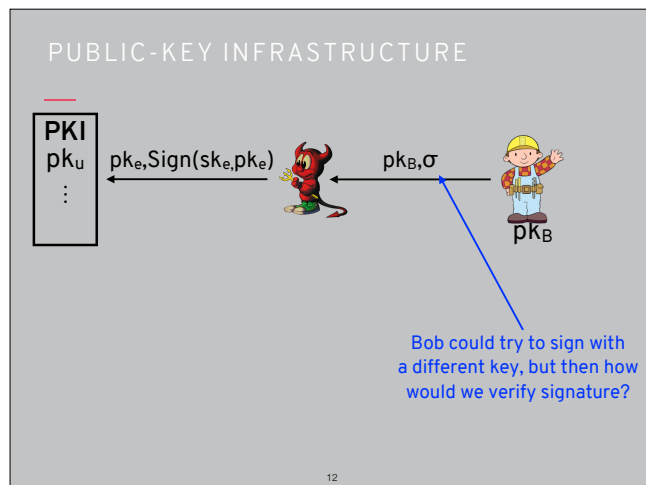 PUBLIC-KEY INFRASTRUCTURE
PKI
pkᵤ
⋮
pkₑ,Sign(skₑ,pkₑ)
pk_B,σ
pk_B
Bob could try to sign with
a different key, but then how
would we verify signature?
12